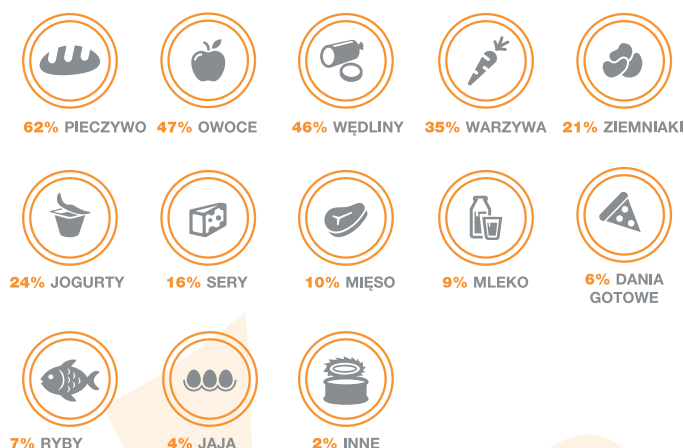 62% PIECZYWO
47% OWOCE
46% WĘDLINY
35% WARZYWA
21% ZIEMNIAKI
24% JOGURTY
16% SERY
10% MIĘSO
9% MLEKO
6% DANIA
GOTOWE
7% RYBY
4% JAJA
2% INNE